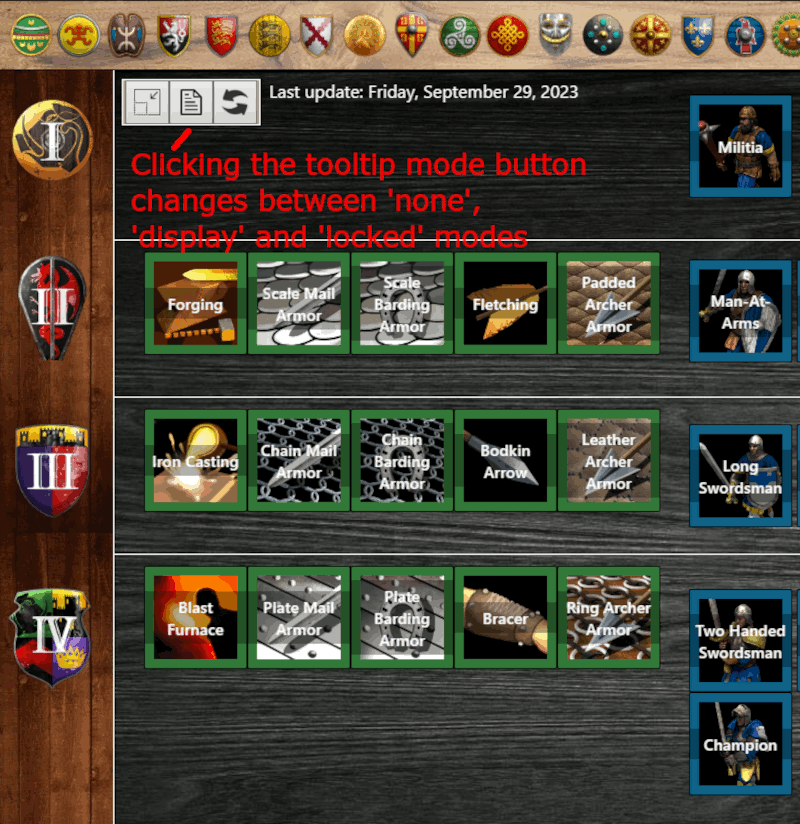 Last update: Friday, September 29, 2023
Clicking the tooltip mode button
changes between 'none',
'display' and 'locked' modes
I
Militia
II
Forging
Scale Mail
Armor
Scale
Barding
Armor
Fletching
Padded
Archer
Armor
Man-At-
Arms
III
Iron Casting
Chain Mail
Armor
Chain
Barding
Armor
Bodkin
Arrow
Leather
Archer
Armor
Long
Swordsman
IV
Blast
Furnace
Plate Mail
Armor
Plate
Barding
Armor
Bracer
Ring Archer
Armor
Two Handed
Swordsman
Champion